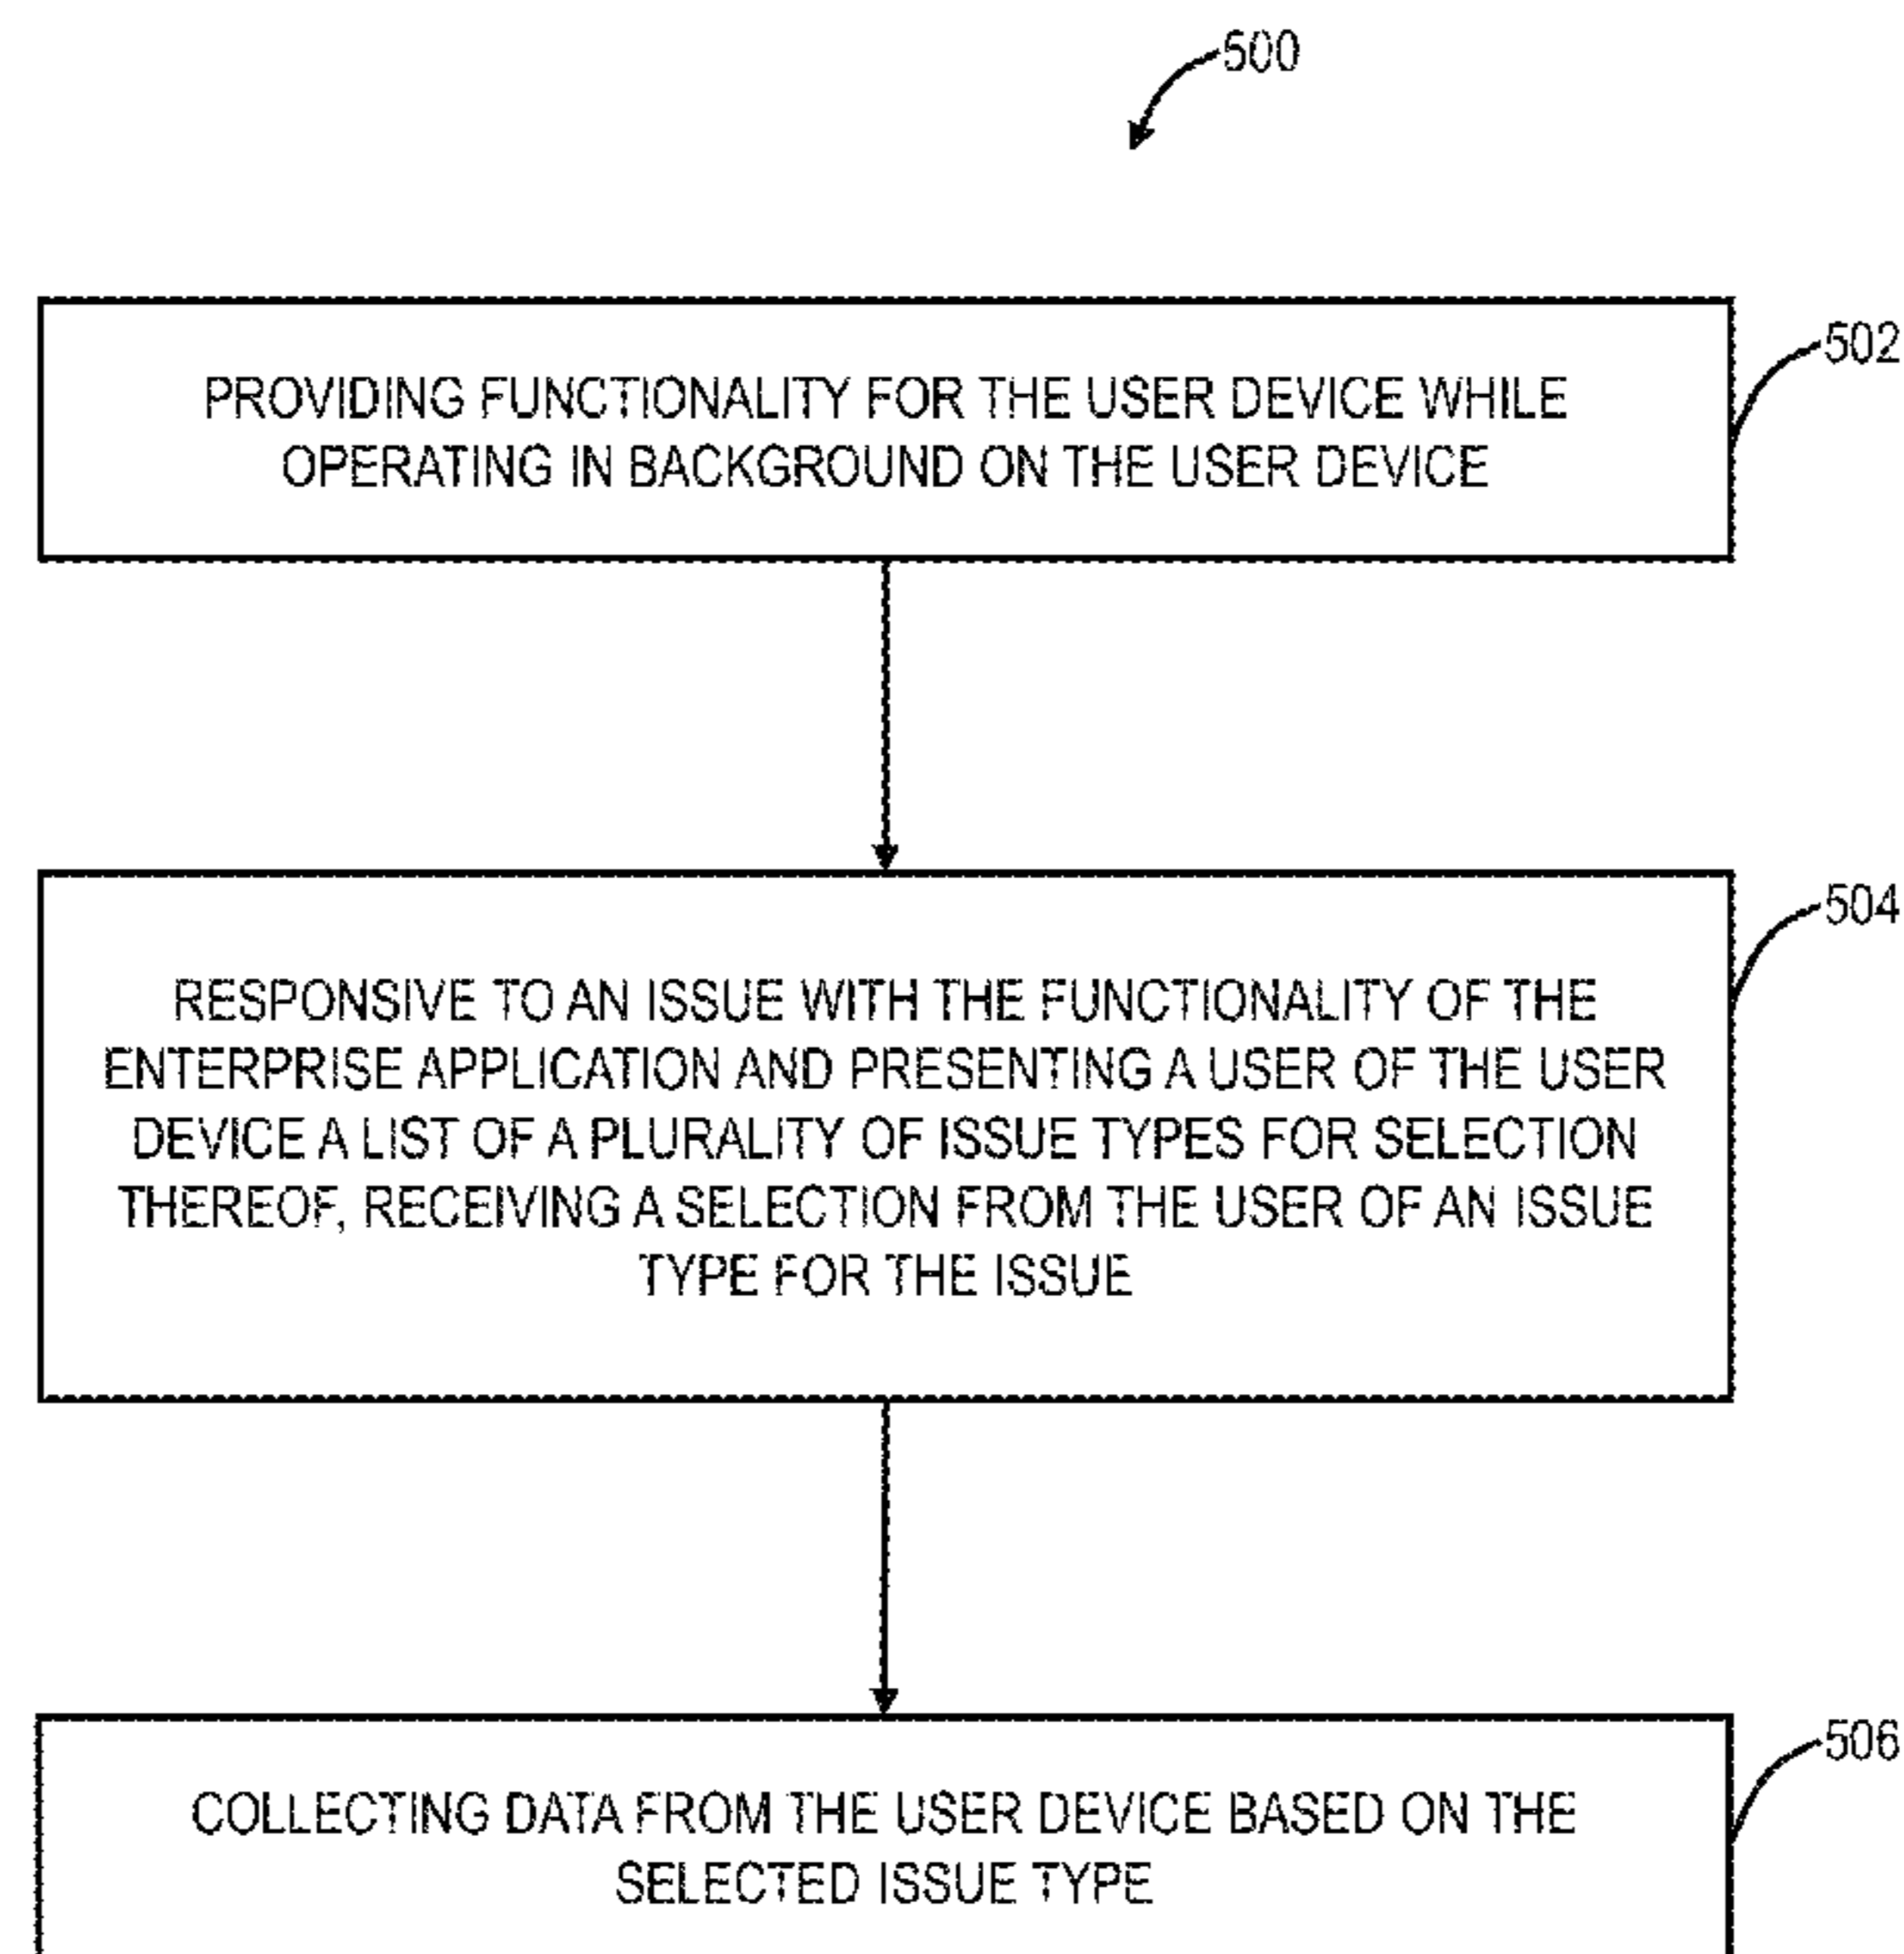 500
502
PROVIDING FUNCTIONALITY FOR THE USER DEVICE WHILE
OPERATING IN BACKGROUND ON THE USER DEVICE
504
RESPONSIVE TO AN ISSUE WITH THE FUNCTIONALITY OF THE
ENTERPRISE APPLICATION AND PRESENTING A USER OF THE USER
DEVICE A LIST OF A PLURALITY OF ISSUE TYPES FOR SELECTION
THEREOF, RECEIVING A SELECTION FROM THE USER OF AN ISSUE
TYPE FOR THE ISSUE
506
COLLECTING DATA FROM THE USER DEVICE BASED ON THE
SELECTED ISSUE TYPE